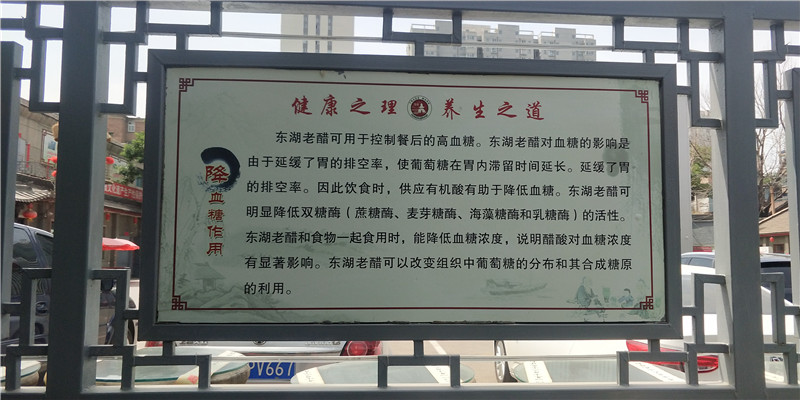 健康之理 养生之道
降血糖作用
东湖老醋可用于控制餐后的高血糖。东湖老醋对血糖的影响是
由于延缓了胃的排空率，使葡萄糖在胃内滞留时间延长。延缓了胃
的排空率。因此饮食时，供应有机酸有助于降低血糖。东湖老醋可
明显降低双糖酶（蔗糖酶、麦芽糖酶、海藻糖酶和乳糖酶）的活性。
东湖老醋和食物一起食用时，能降低血糖浓度，说明醋酸对血糖浓度
有显著影响。东湖老醋可以改变组织中葡萄糖的分布和其合成糖原
的利用。
PV667